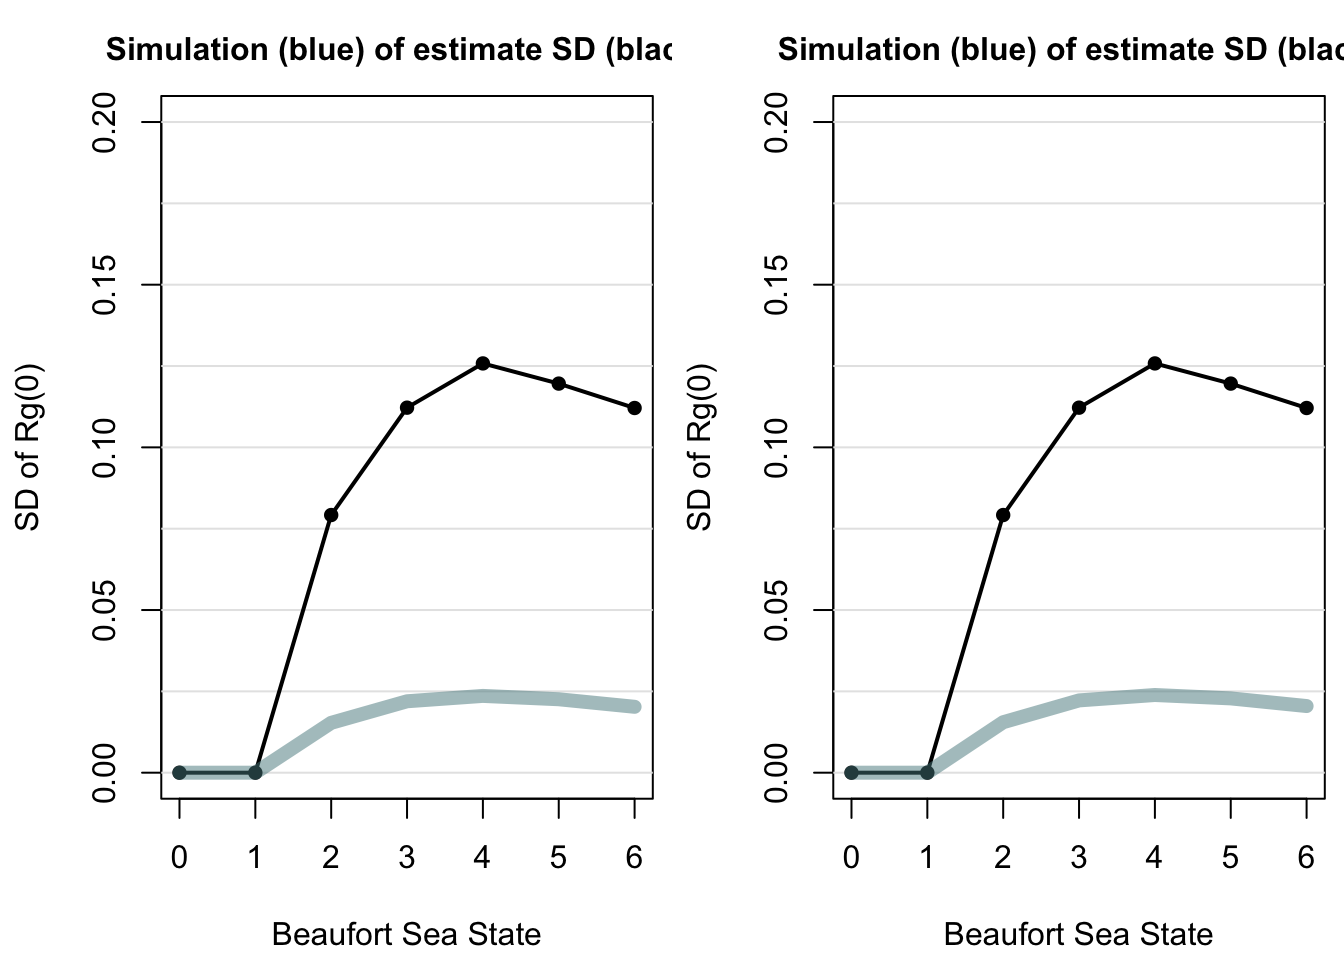 Simulation (blue) of estimate SD (blac
SD of Rg(0)
0.20
0.15
0.10
0.05
0.00
0 1 2 3 4 5 6
Beaufort Sea State
Simulation (blue) of estimate SD (blac
SD of Rg(0)
0.20
0.15
0.10
0.05
0.00
0 1 2 3 4 5 6
Beaufort Sea State